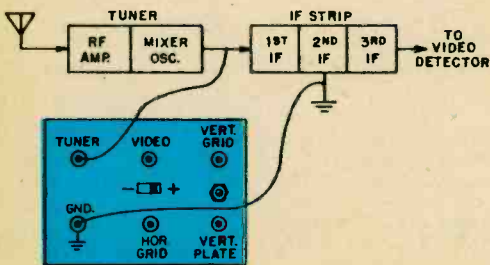 TUNER
IF STRIP
RF AMP.
MIXER OSC.
1ST IF
2ND IF
3RD IF
TO VIDEO DETECTOR
TUNER
VIDEO
VERT. GRID
- +
GND.
HOR. GRID
VERT. PLATE